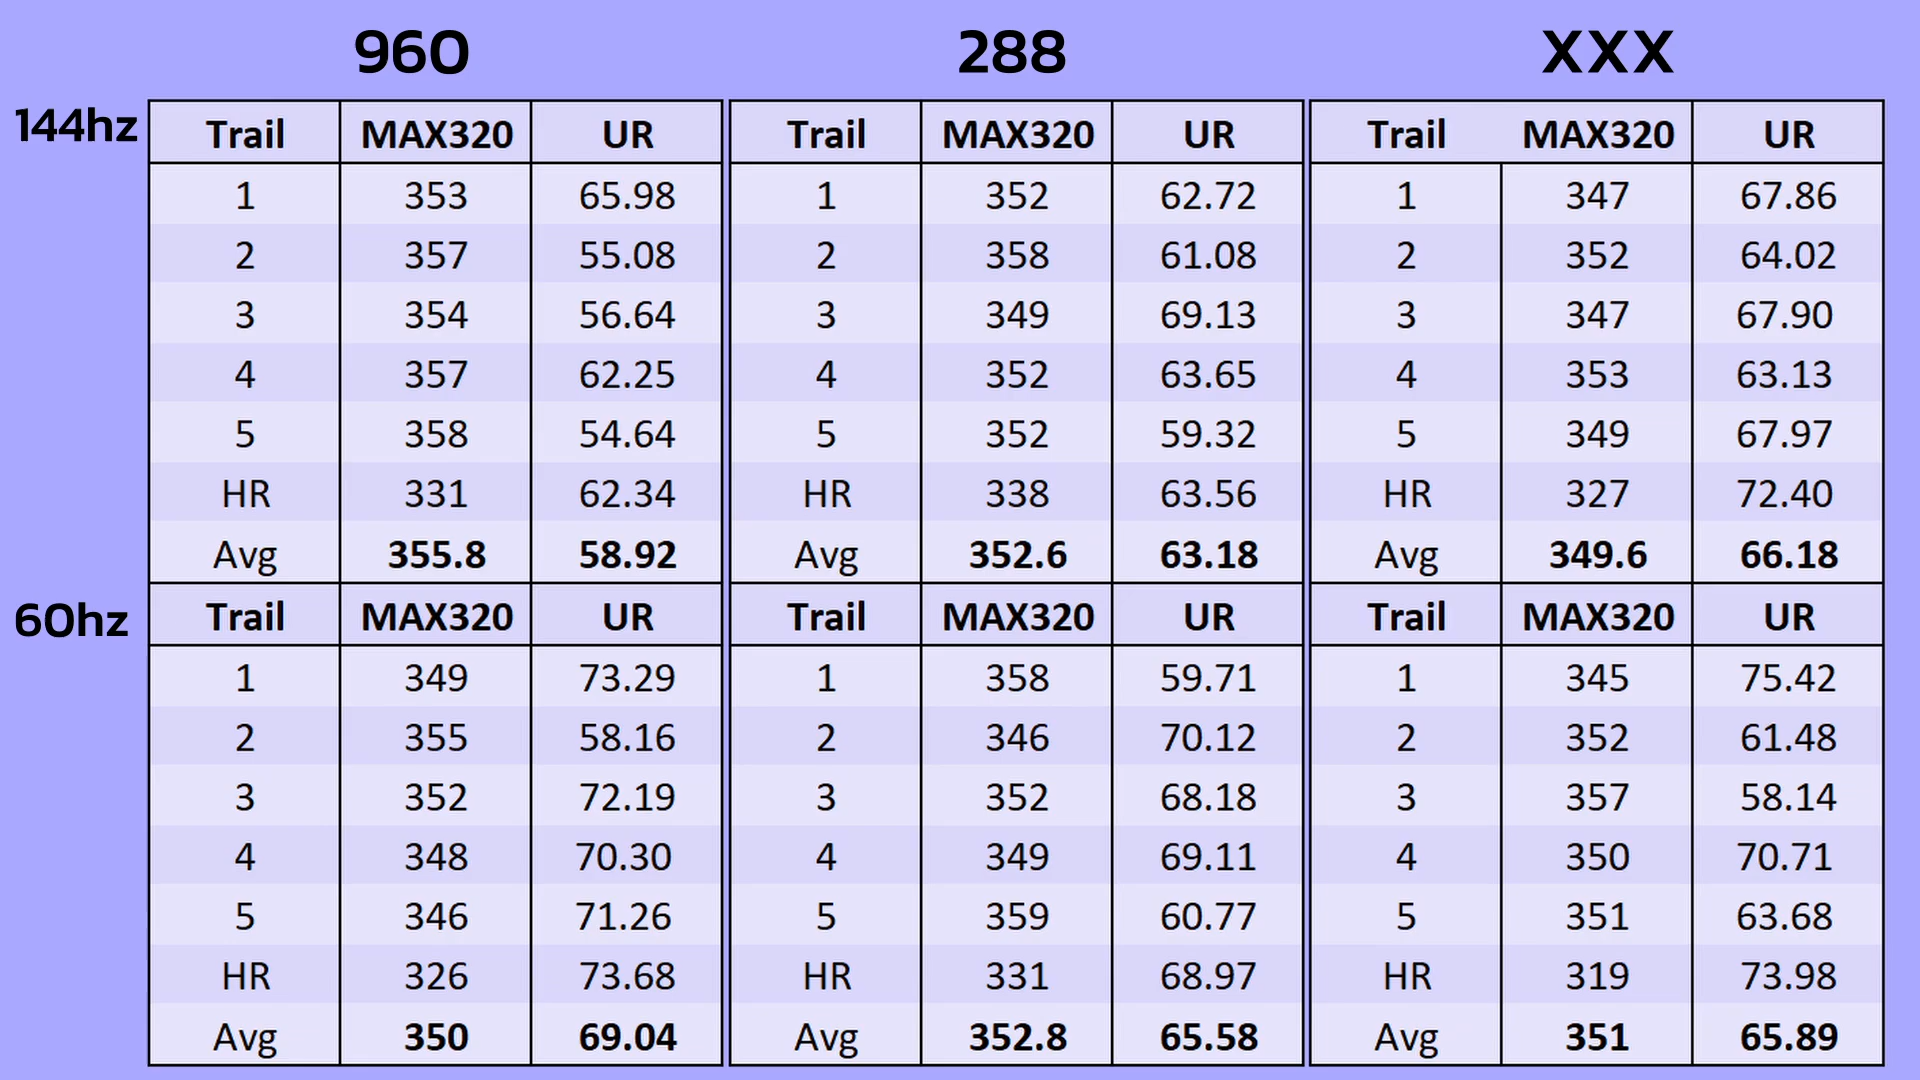 960 288 XXX
144hz Trail MAX320 UR Trail MAX320 UR Trail MAX320 UR
1 353 65.98 1 352 62.72 1 347 67.86
2 357 55.08 2 358 61.08 2 352 64.02
3 354 56.64 3 349 69.13 3 347 67.90
4 357 62.25 4 352 63.65 4 353 63.13
5 358 54.64 5 352 59.32 5 349 67.97
HR 331 62.34 HR 338 63.56 HR 327 72.40
Avg 355.8 58.92 Avg 352.6 63.18 Avg 349.6 66.18
60hz Trail MAX320 UR Trail MAX320 UR Trail MAX320 UR
1 349 73.29 1 358 59.71 1 345 75.42
2 355 58.16 2 346 70.12 2 352 61.48
3 352 72.19 3 352 68.18 3 357 58.14
4 348 70.30 4 349 69.11 4 350 70.71
5 346 71.26 5 359 60.77 5 351 63.68
HR 326 73.68 HR 331 68.97 HR 319 73.98
Avg 350 69.04 Avg 352.8 65.58 Avg 351 65.89